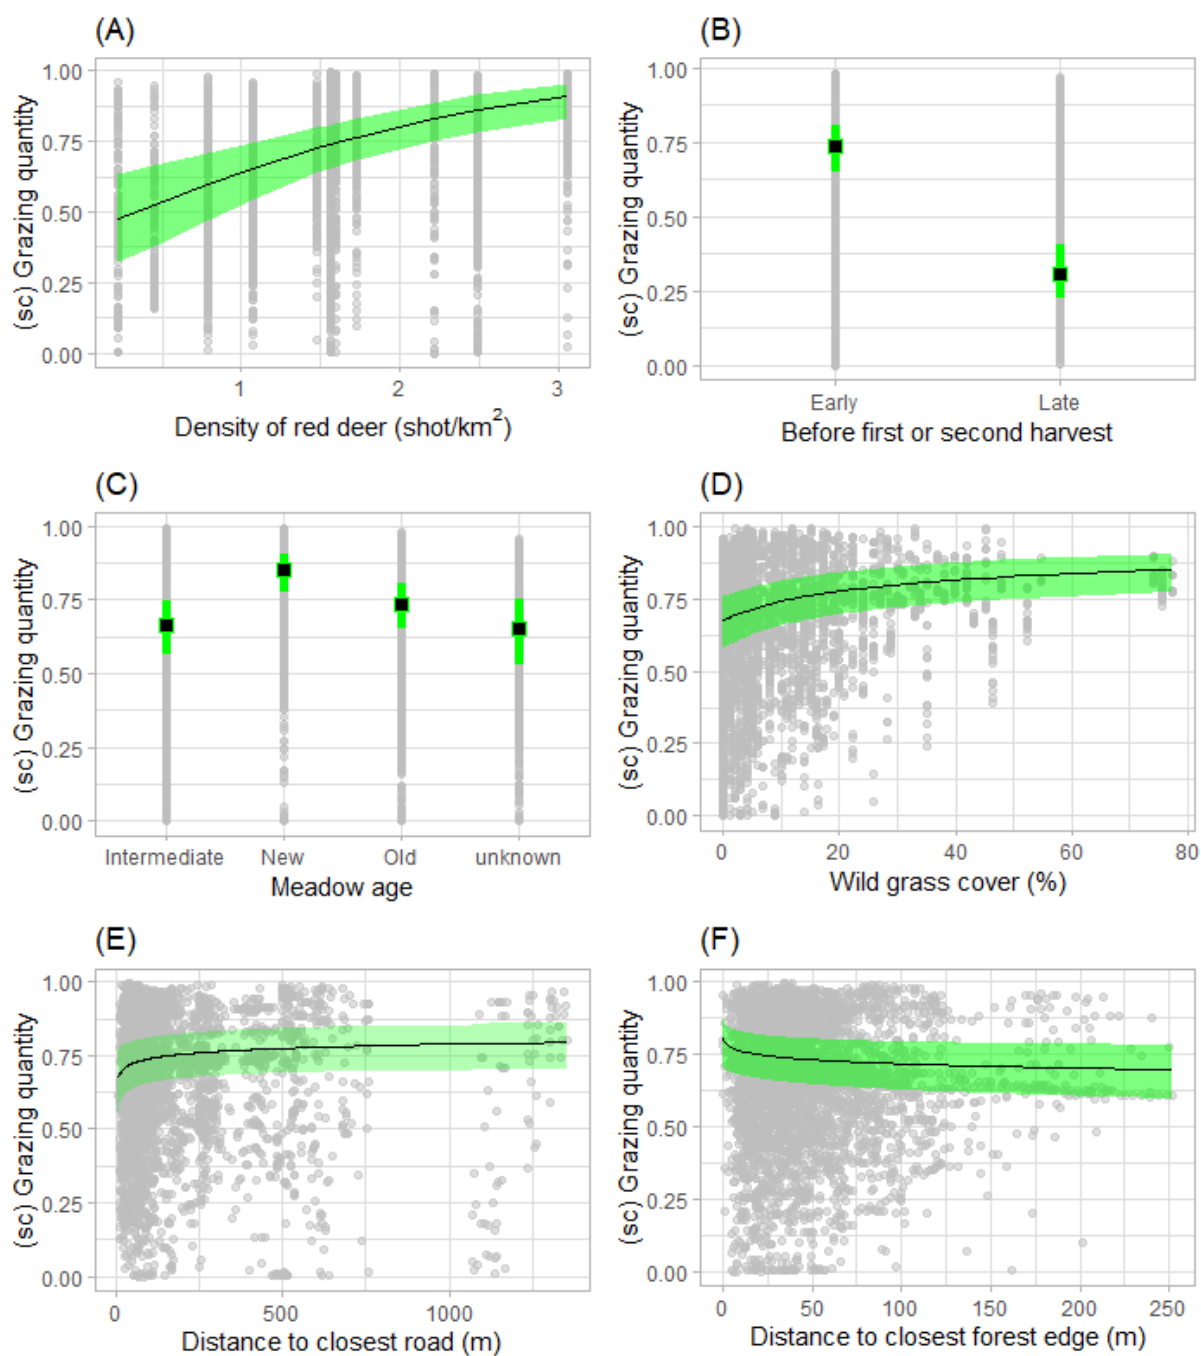 (A)
(sc) Grazing quantity
1.00
0.75
0.50
0.25
0.00
1 2 3
Density of red deer (shot/km²)
(B)
(sc) Grazing quantity
1.00
0.75
0.50
0.25
0.00
Early Late
Before first or second harvest
(C)
(sc) Grazing quantity
1.00
0.75
0.50
0.25
0.00
Intermediate New Old unknown
Meadow age
(D)
(sc) Grazing quantity
1.00
0.75
0.50
0.25
0.00
0 20 40 60 80
Wild grass cover (%)
(E)
(sc) Grazing quantity
1.00
0.75
0.50
0.25
0.00
0 500 1000
Distance to closest road (m)
(F)
(sc) Grazing quantity
1.00
0.75
0.50
0.25
0.00
0 50 100 150 200 250
Distance to closest forest edge (m)